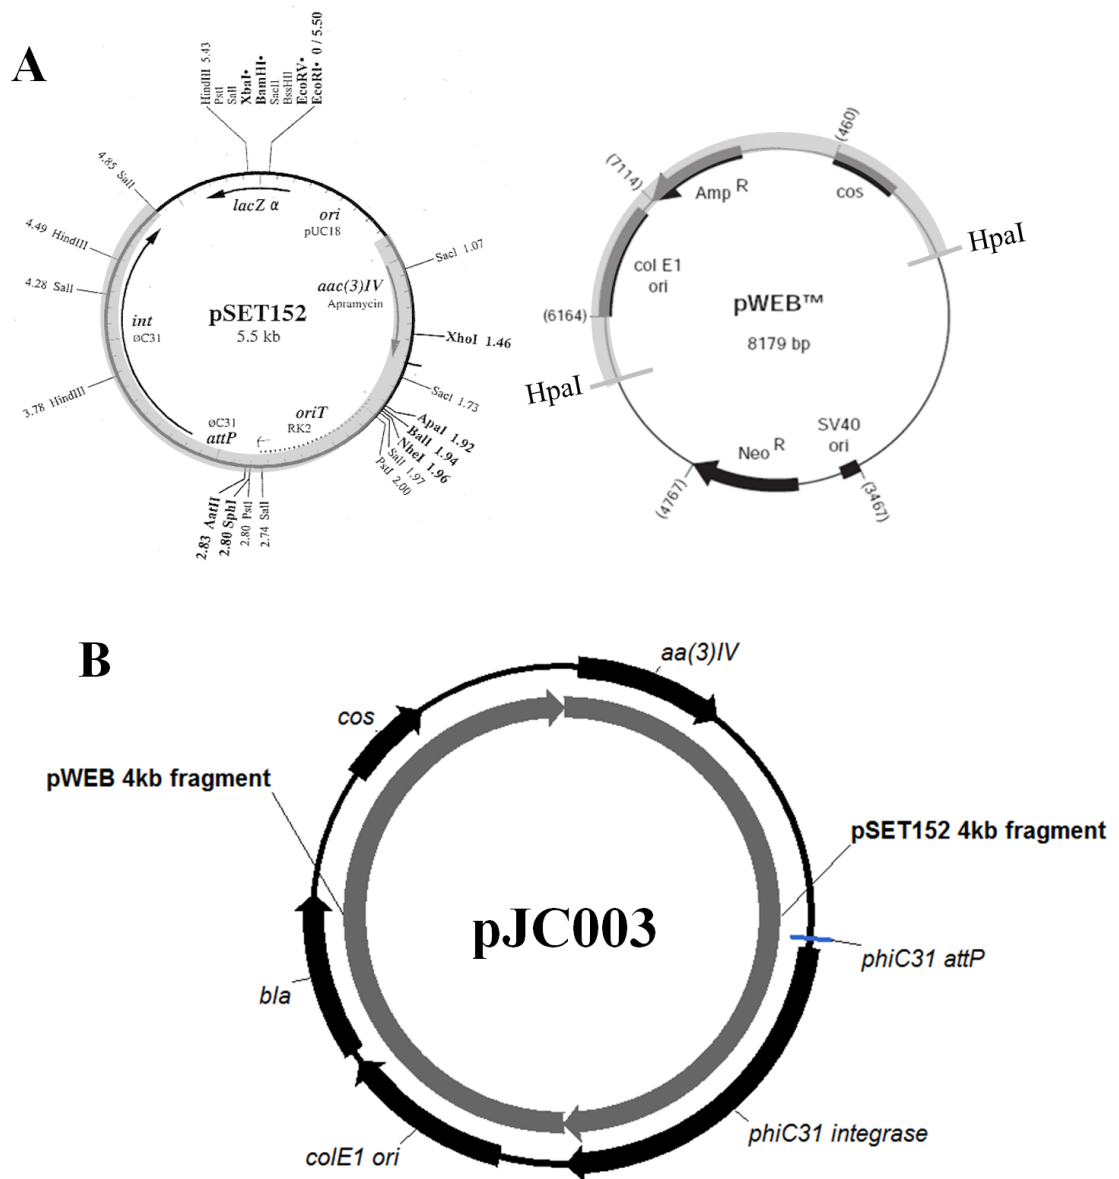 A
HindIII 5.43
PstI
SalI
XbaI•
BamHI•
SacII
BssHII
EcoRV•
EcoRI• 0 / 5.50
4.85 SalI
lacZ α
ori
pUC18
4.49 HindIII
SacI 1.07
aac(3)IV
Apramycin
4.28 SalI
pSET152
5.5 kb
int
øC31
XhoI 1.46
3.78 HindIII
SacI 1.73
øC31
attP
oriT
RK2
ApaI 1.92
BalI 1.94
NheI 1.96
SalI 1.97
PstI 2.00
2.83 AatII
2.80 SphI
2.80 PstI
2.74 SalI
(460)
(7114)
Amp R
cos
HpaI
col E1
ori
pWEB™
(6164)
8179 bp
HpaI
SV40
ori
Neo R
(4767)
(3467)
B
aa(3)IV
cos
pWEB 4kb fragment
pSET152 4kb fragment
pJC003
phiC31 attP
bla
phiC31 integrase
colE1 ori